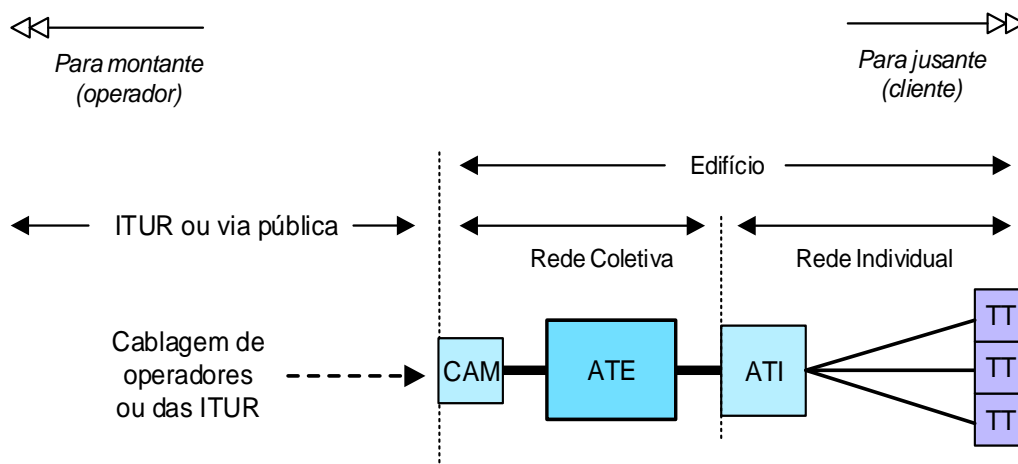 Para montante
(operador)
Para jusante
(cliente)
Edifício
ITUR ou via pública
Rede Coletiva
Rede Individual
Cablagem de
operadores
ou das ITUR
CAM
ATE
ATI
TT
TT
TT